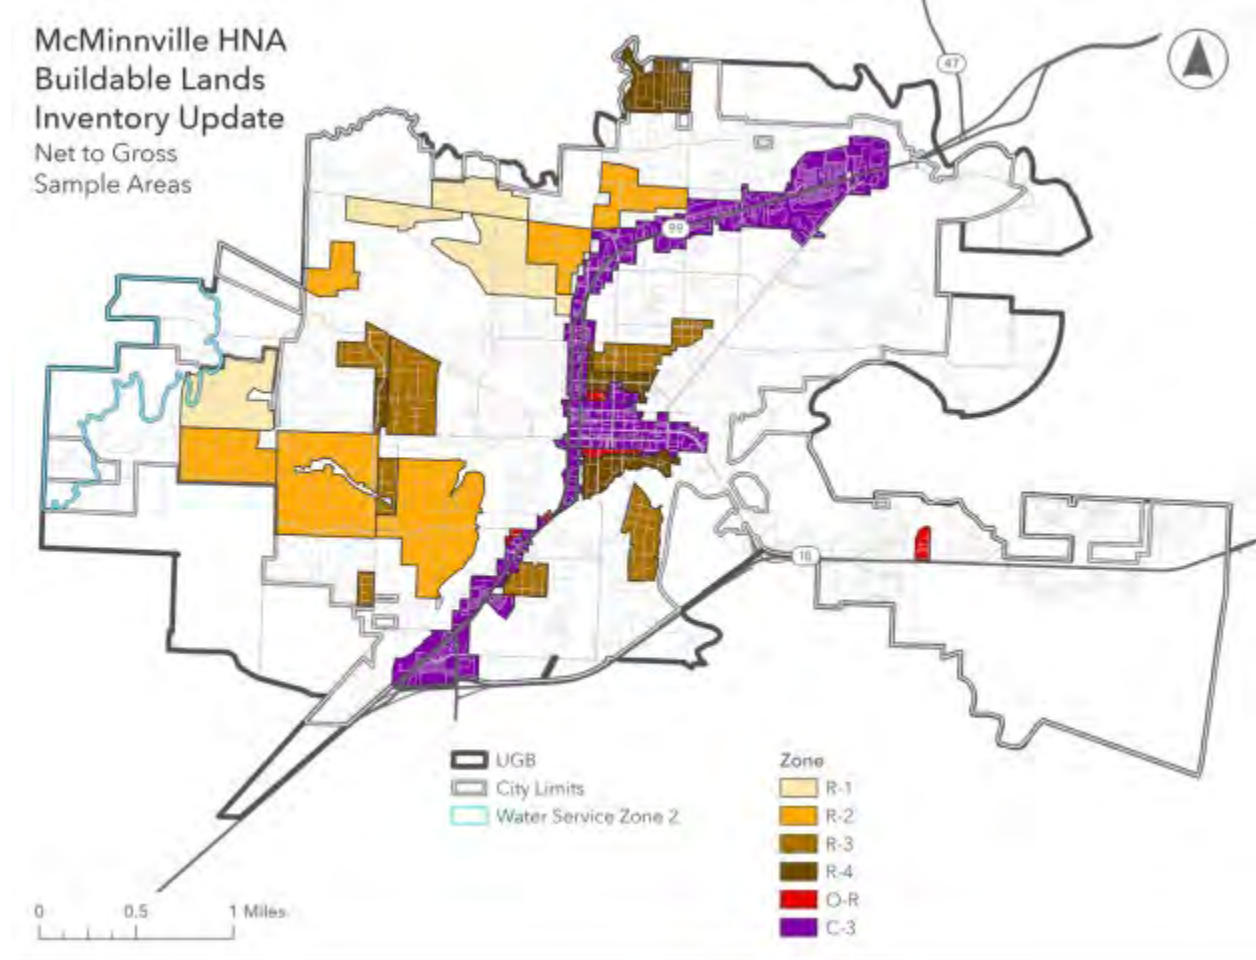 McMinnville HNA
Buildable Lands
Inventory Update
Net to Gross
Sample Areas
47
99
18
UGB
City Limits
Water Service Zone 2
Zone
R-1
R-2
R-3
R-4
O-R
C-3
0 0.5 1 Miles